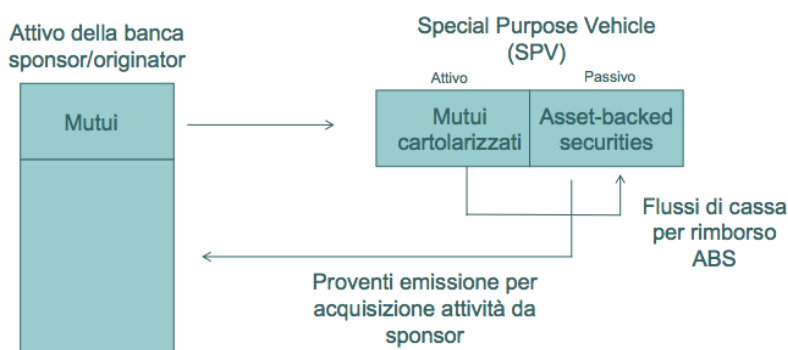 Attivo della banca
sponsor/originator
Mutui
Special Purpose Vehicle
(SPV)
Attivo
Passivo
Mutui
cartolarizzati
Asset-backed
securities
Flussi di cassa
per rimborso
ABS
Proventi emissione per
acquisizione attività da
sponsor